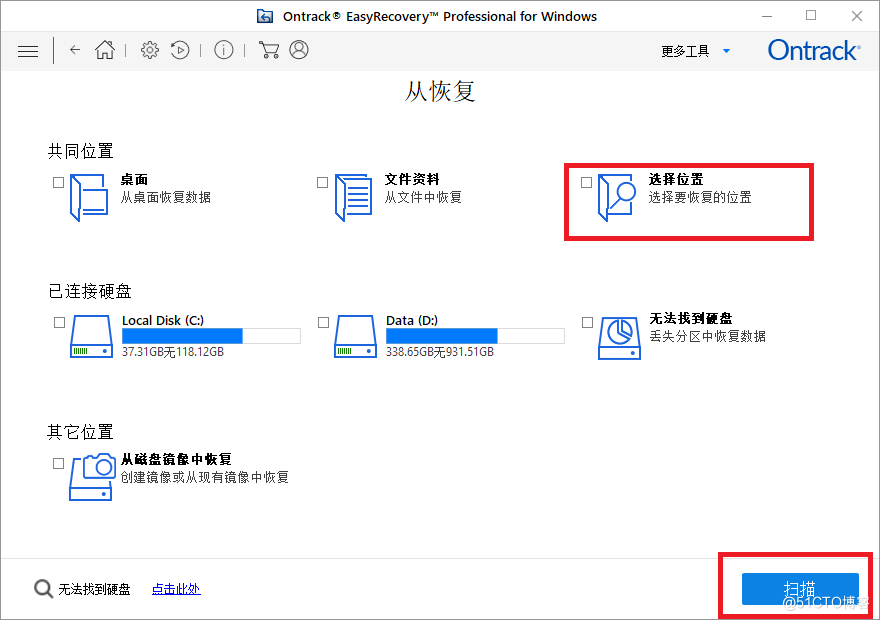 Ontrack® EasyRecovery™ Professional for Windows
更多工具
Ontrack®
从恢复
共同位置
桌面
从桌面恢复数据
文件资料
从文件中恢复
选择位置
选择要恢复的位置
已连接硬盘
Local Disk (C:)
37.31GB无118.12GB
Data (D:)
338.65GB无931.51GB
无法找到硬盘
丢失分区中恢复数据
其它位置
从磁盘镜像中恢复
创建镜像或从现有镜像中恢复
无法找到硬盘 点击此处
扫描
@51CTO博客